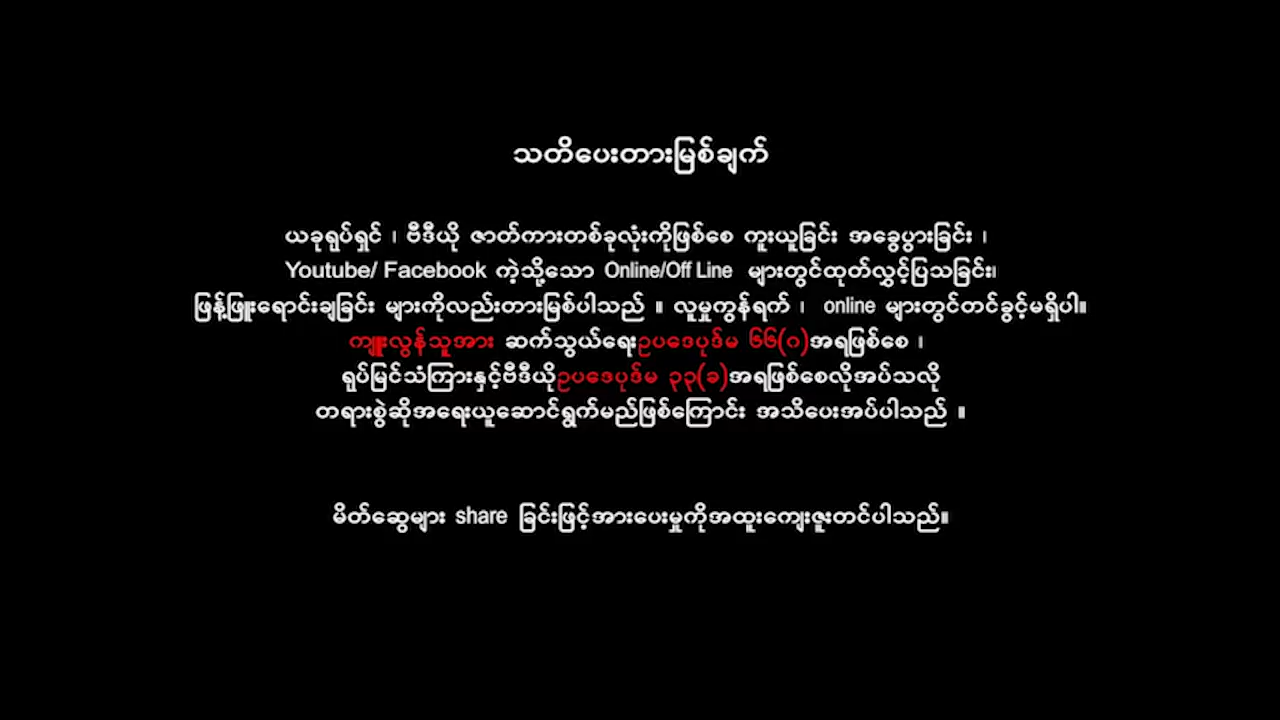 သတိပေးတားမြစ်ချက်
ယခုရုပ်ရှင် ၊ ဗီဒီယို ဇာတ်ကားတစ်ခုလုံးကိုဖြစ်စေ ကူးယူခြင်း အခွေပွားခြင်း ၊
Youtube/ Facebook ကဲ့သို့သော Online/Off Line များတွင်ထုတ်လွှင့်ပြသခြင်း၊
ဖြန့်ဖြူးရောင်းချခြင်း များကိုလည်းတားမြစ်ပါသည် ။ လူမှုကွန်ရက် ၊ online များတွင်တင်ခွင့်မရှိပါ။
ကျူးလွန်သူအား ဆက်သွယ်ရေးဥပဒေပုဒ်မ ၆၆(ဂ)အရဖြစ်စေ ၊
ရုပ်မြင်သံကြားနှင့်ဗီဒီယိုဥပဒေပုဒ်မ ၃၃(ခ)အရဖြစ်စေလိုအပ်သလို
တရားစွဲဆိုအရေးယူဆောင်ရွက်မည်ဖြစ်ကြောင်း အသိပေးအပ်ပါသည် ။
မိတ်ဆွေများ share ခြင်းဖြင့်အားပေးမှုကိုအထူးကျေးဇူးတင်ပါသည်။